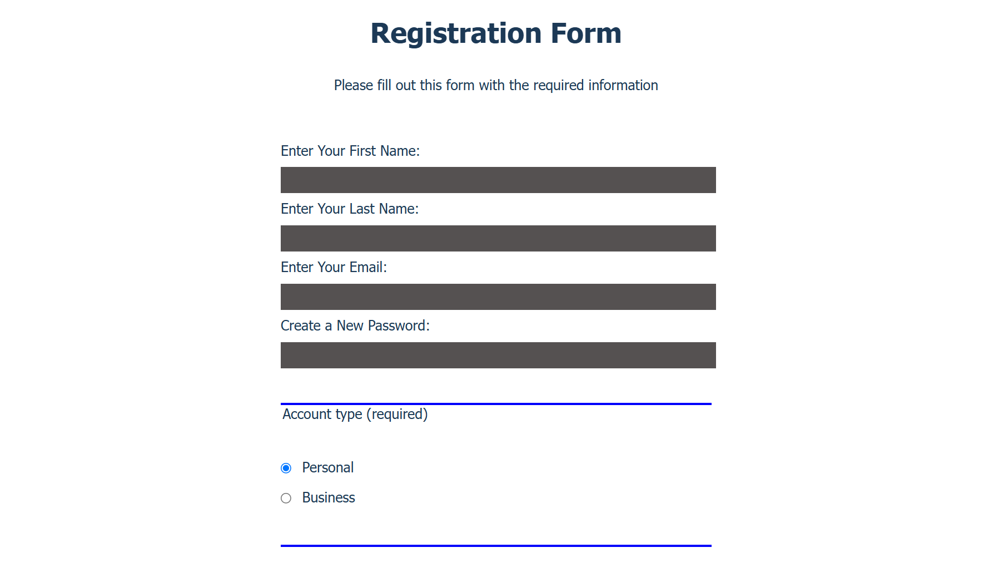 Registration Form
Please fill out this form with the required information
Enter Your First Name:
Enter Your Last Name:
Enter Your Email:
Create a New Password:
Account type (required)
Personal
Business